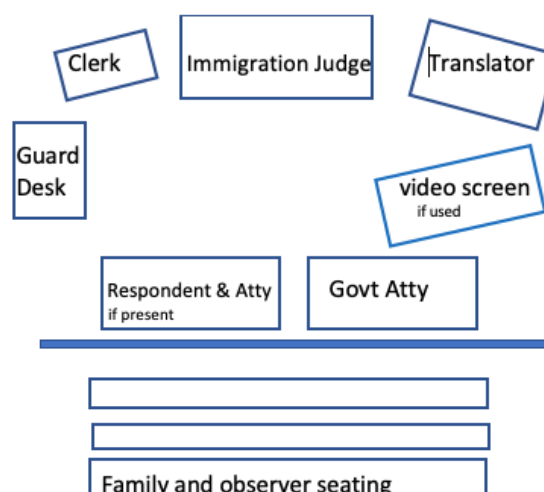 Clerk
Immigration Judge
Translator
Guard
Desk
video screen
if used
Respondent & Atty
if present
Govt Atty
Family and observer seating